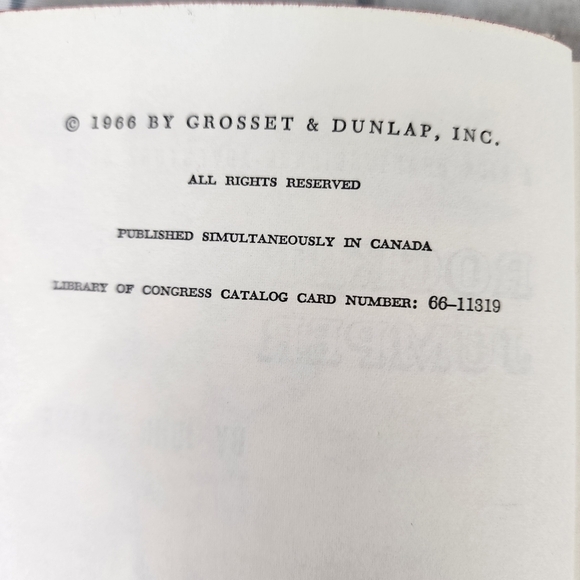 © 1966 BY GROSSET & DUNLAP, INC.
ALL RIGHTS RESERVED
PUBLISHED SIMULTANEOUSLY IN CANADA
LIBRARY OF CONGRESS CATALOG CARD NUMBER: 66-11319